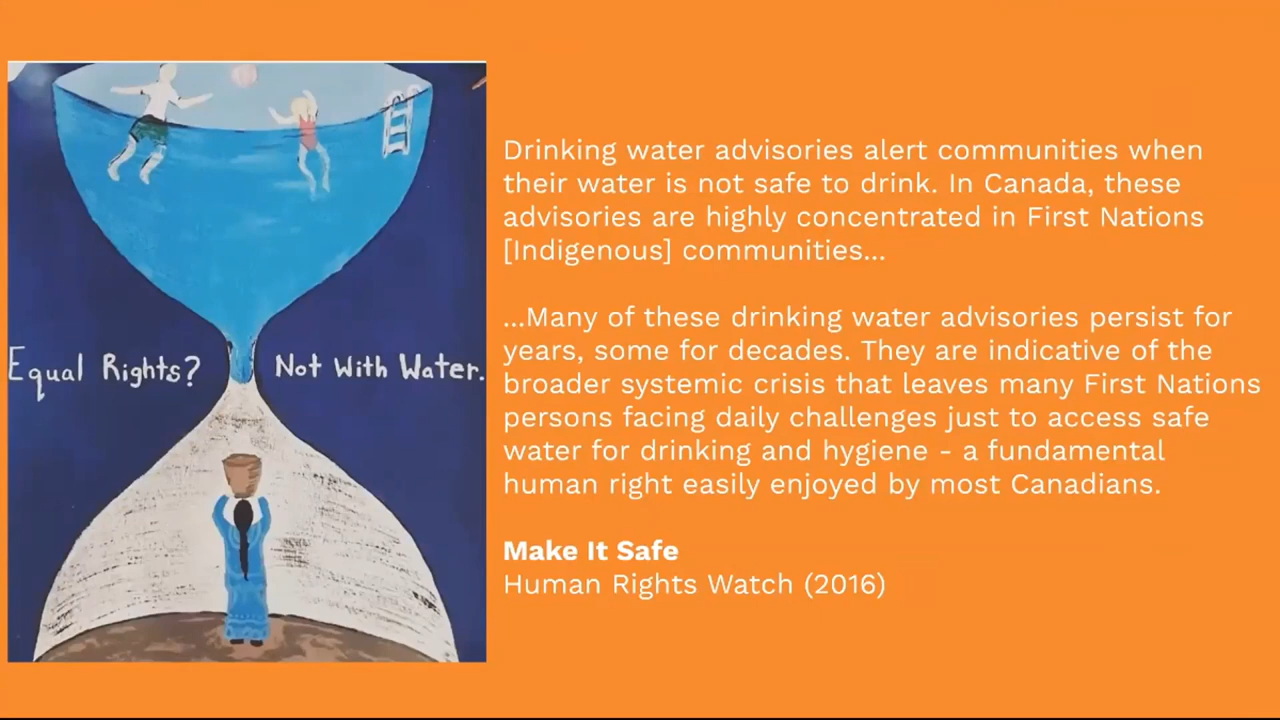 Equal Rights? Not With Water.
Drinking water advisories alert communities when
their water is not safe to drink. In Canada, these
advisories are highly concentrated in First Nations
[Indigenous] communities...
...Many of these drinking water advisories persist for
years, some for decades. They are indicative of the
broader systemic crisis that leaves many First Nations
persons facing daily challenges just to access safe
water for drinking and hygiene - a fundamental
human right easily enjoyed by most Canadians.
Make It Safe
Human Rights Watch (2016)